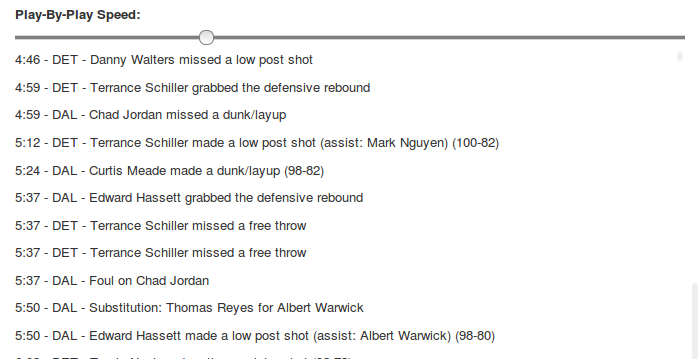 Play-By-Play Speed:
4:46 - DET - Danny Walters missed a low post shot
4:59 - DET - Terrance Schiller grabbed the defensive rebound
4:59 - DAL - Chad Jordan missed a dunk/layup
5:12 - DET - Terrance Schiller made a low post shot (assist: Mark Nguyen) (100-82)
5:24 - DAL - Curtis Meade made a dunk/layup (98-82)
5:37 - DAL - Edward Hassett grabbed the defensive rebound
5:37 - DET - Terrance Schiller missed a free throw
5:37 - DET - Terrance Schiller missed a free throw
5:37 - DAL - Foul on Chad Jordan
5:50 - DAL - Substitution: Thomas Reyes for Albert Warwick
5:50 - DAL - Edward Hassett made a low post shot (assist: Albert Warwick) (98-80)